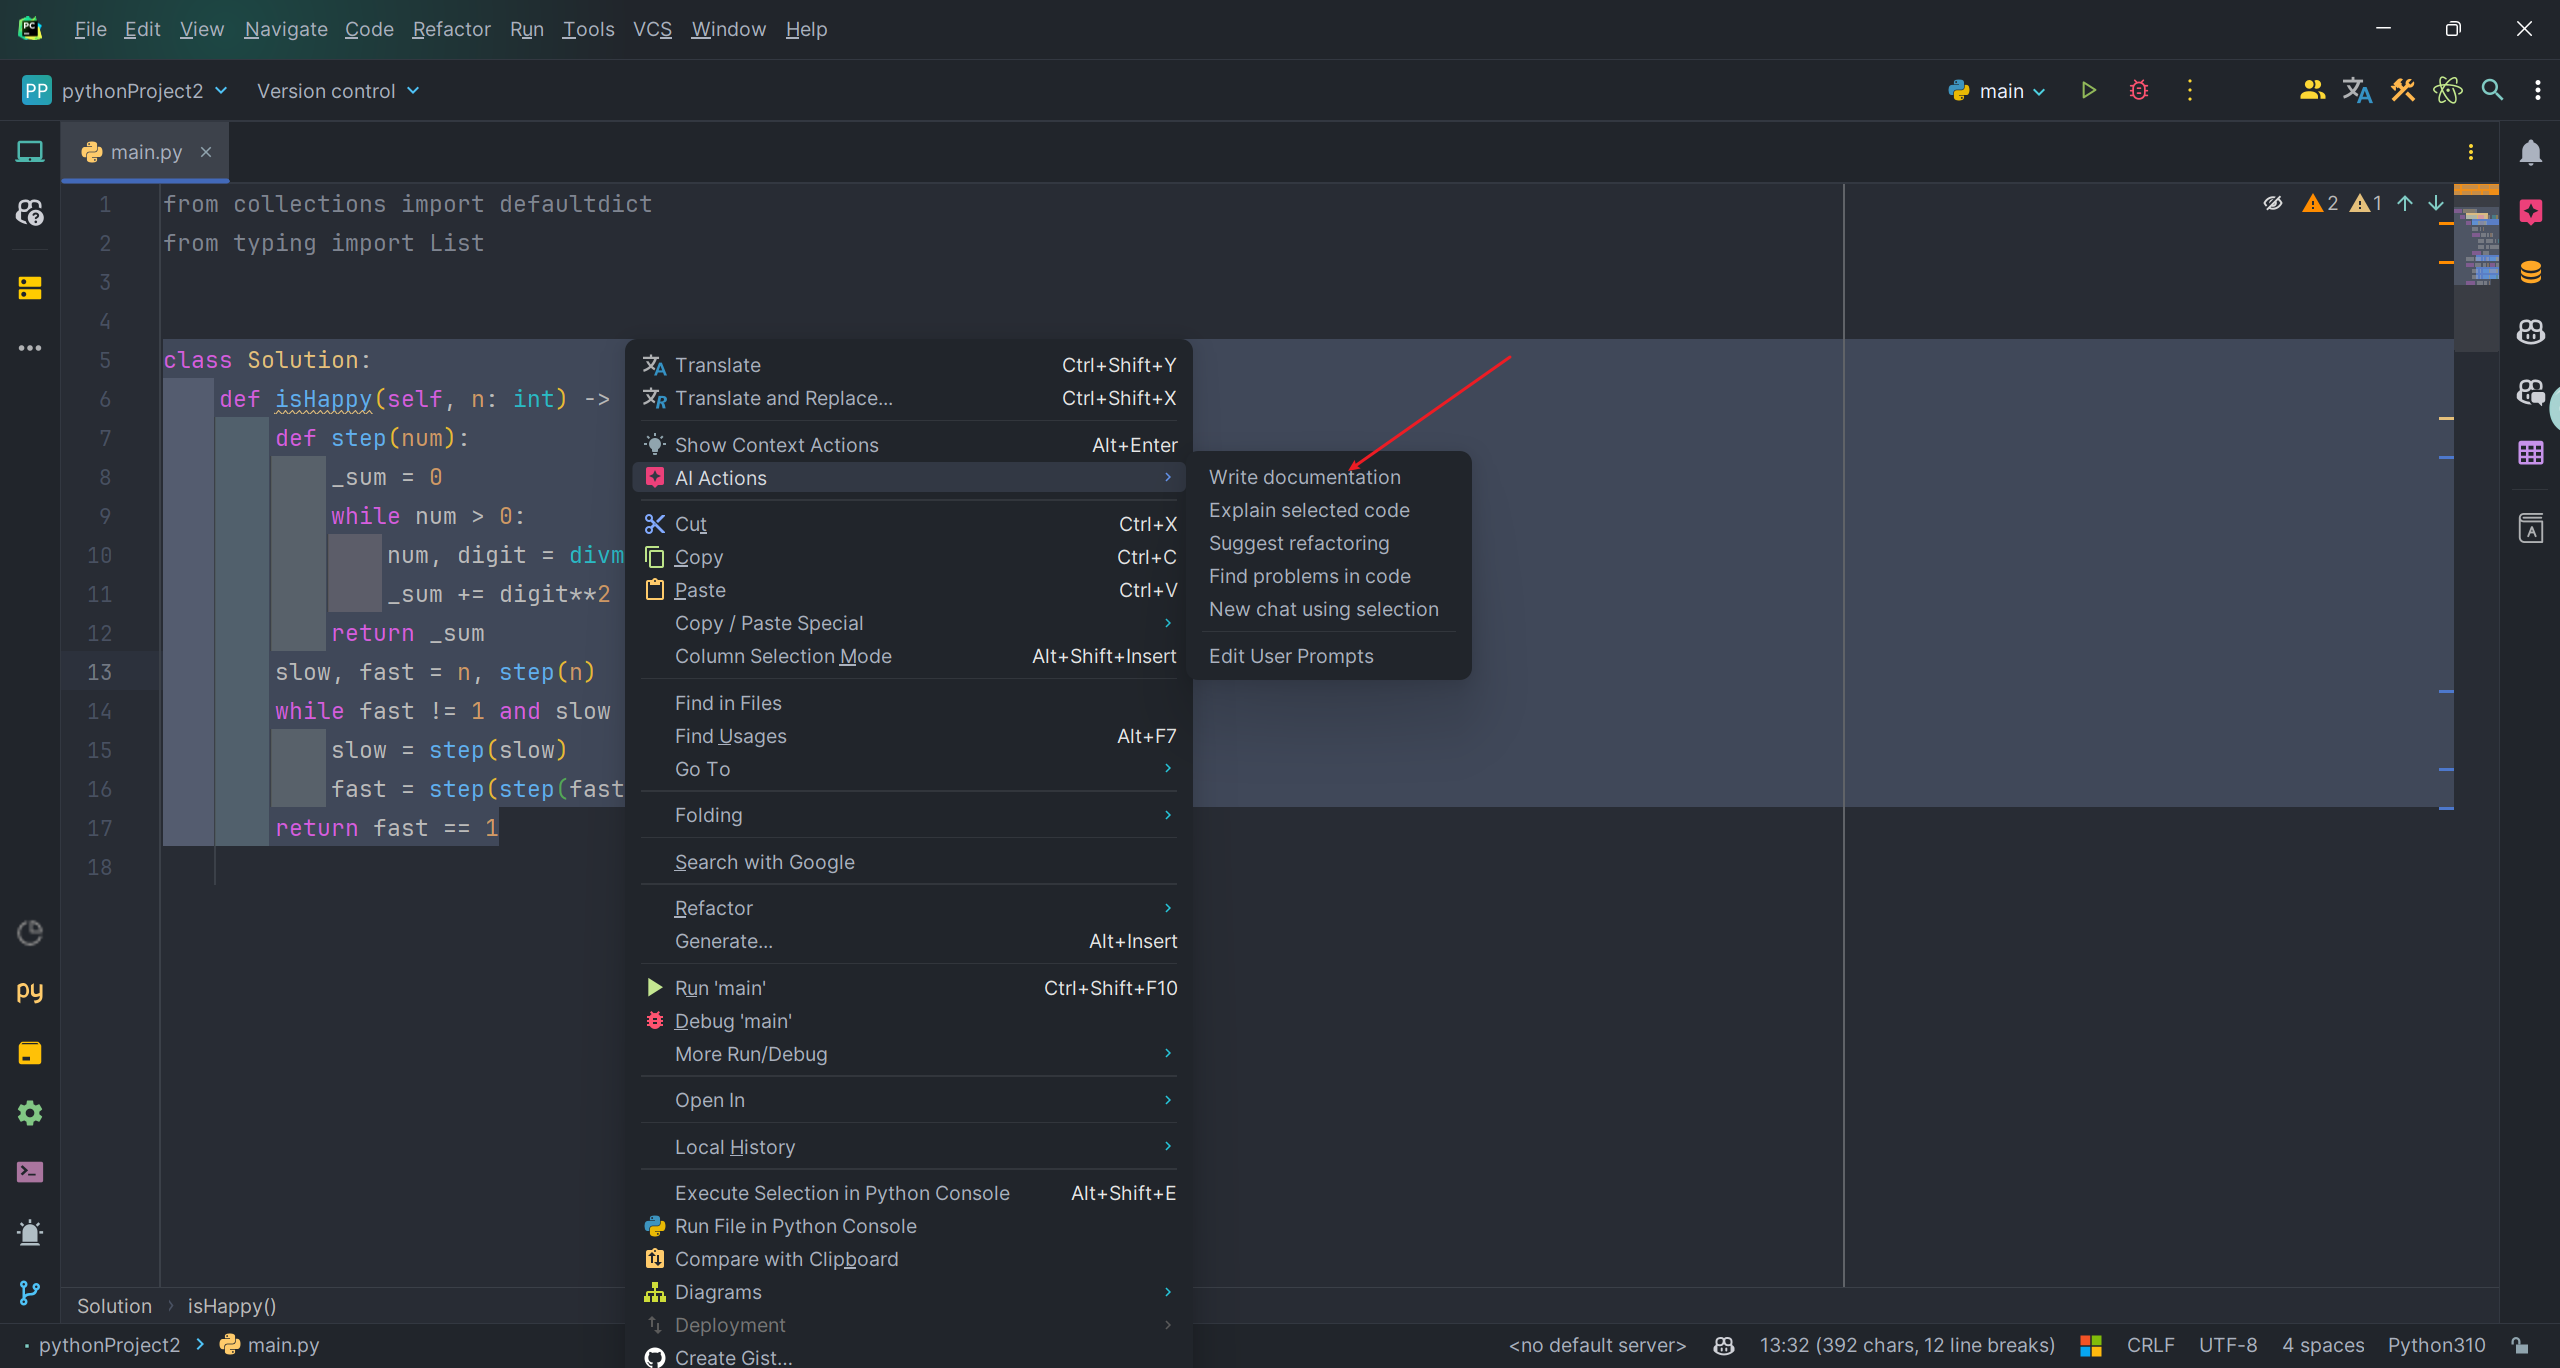 File Edit View Navigate Code Refactor Run Tools VCS Window Help
PP pythonProject2 Version control main
main.py
2 1
1 from collections import defaultdict
2 from typing import List
3
4
5 class Solution:
6 def isHappy(self, n: int) ->
7 def step(num):
8 _sum = 0
9 while num > 0:
10 num, digit = divm
11 _sum += digit**2
12 return _sum
13 slow, fast = n, step(n)
14 while fast != 1 and slow
15 slow = step(slow)
16 fast = step(step(fast
17 return fast == 1
18
Translate Ctrl+Shift+Y
Translate and Replace... Ctrl+Shift+X
Show Context Actions Alt+Enter
AI Actions
Cut Ctrl+X
Copy Ctrl+C
Paste Ctrl+V
Copy / Paste Special
Column Selection Mode Alt+Shift+Insert
Find in Files
Find Usages Alt+F7
Go To
Folding
Search with Google
Refactor
Generate... Alt+Insert
Run 'main' Ctrl+Shift+F10
Debug 'main'
More Run/Debug
Open In
Local History
Execute Selection in Python Console Alt+Shift+E
Run File in Python Console
Compare with Clipboard
Diagrams
Deployment
Create Gist...
Write documentation
Explain selected code
Suggest refactoring
Find problems in code
New chat using selection
Edit User Prompts
Solution isHappy()
pythonProject2 main.py
<no default server> 13:32 (392 chars, 12 line breaks) CRLF UTF-8 4 spaces Python310